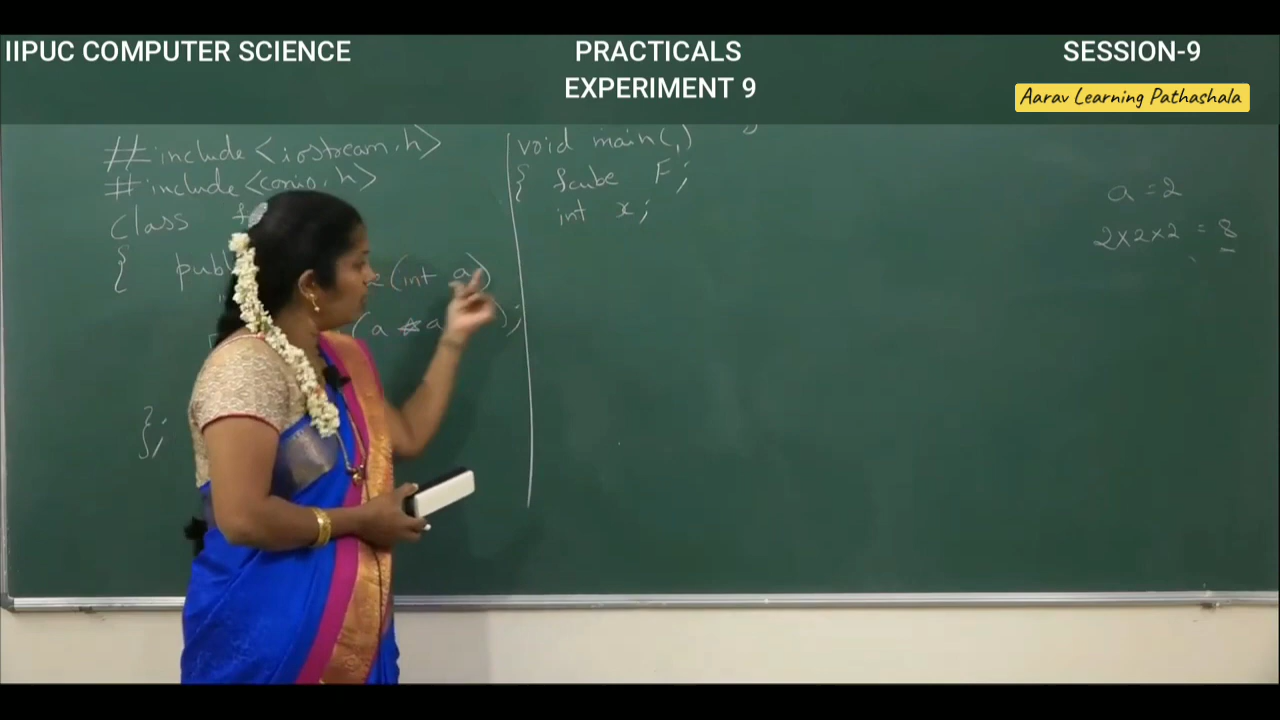 IIPUC COMPUTER SCIENCE
PRACTICALS
EXPERIMENT 9
SESSION-9
Aarav Learning Pathashala
#include<iostream.h>
#include<conio.h>
class
{ publ
(int a)
(a * a );
};
void main()
{ fcube F;
int x;
a = 2
2x2x2 = 8